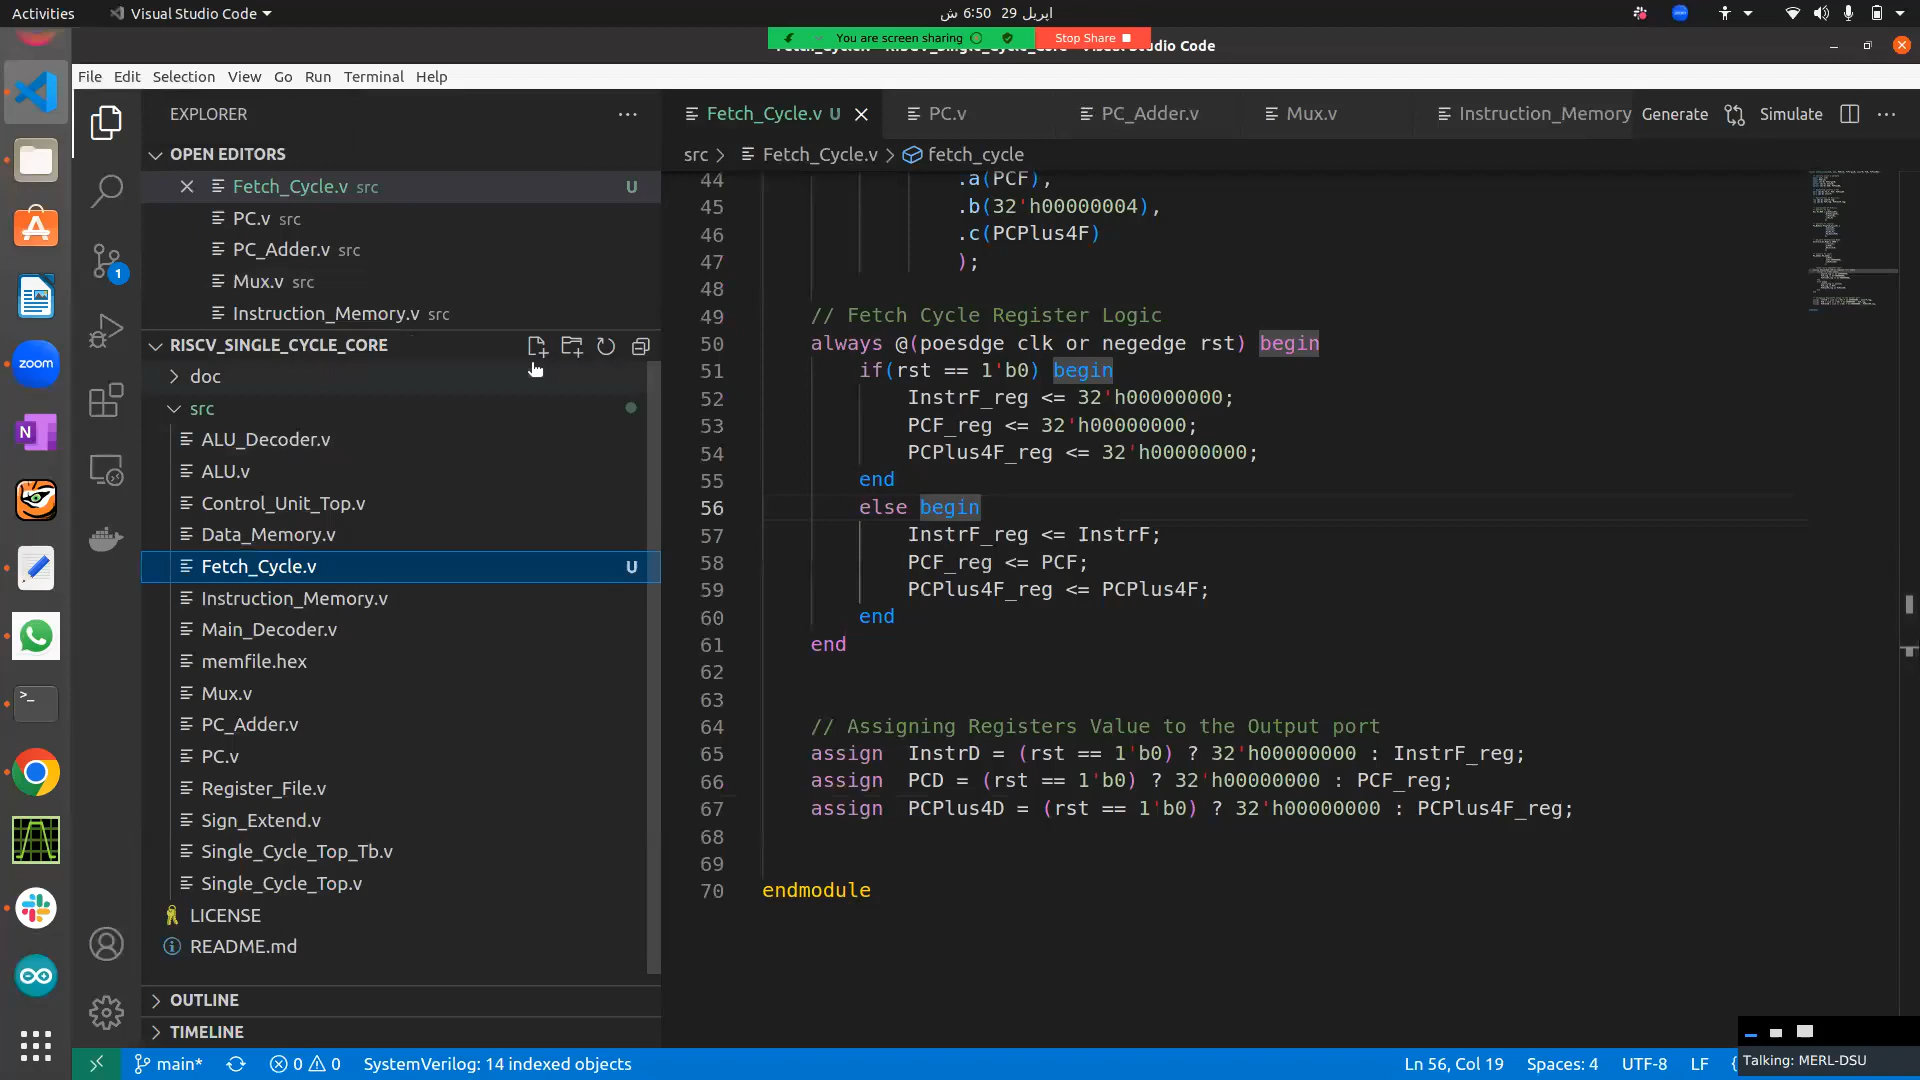 Activities
Visual Studio Code
اپریل 29  6:50 ش
You are screen sharing
Stop Share
Visual Studio Code
File Edit Selection View Go Run Terminal Help
EXPLORER
OPEN EDITORS
Fetch_Cycle.v src U
PC.v src
PC_Adder.v src
Mux.v src
Instruction_Memory.v src
RISCV_SINGLE_CYCLE_CORE
doc
src
ALU_Decoder.v
ALU.v
Control_Unit_Top.v
Data_Memory.v
Fetch_Cycle.v U
Instruction_Memory.v
Main_Decoder.v
memfile.hex
Mux.v
PC_Adder.v
PC.v
Register_File.v
Sign_Extend.v
Single_Cycle_Top_Tb.v
Single_Cycle_Top.v
LICENSE
README.md
OUTLINE
TIMELINE
1
zoom
Fetch_Cycle.v U
PC.v
PC_Adder.v
Mux.v
Instruction_Memory
Generate
Simulate
src > Fetch_Cycle.v > fetch_cycle
44 .a(PCF),
45 .b(32'h00000004),
46 .c(PCPlus4F)
47 );
48
49 // Fetch Cycle Register Logic
50 always @(poesdge clk or negedge rst) begin
51 if(rst == 1'b0) begin
52 InstrF_reg <= 32'h00000000;
53 PCF_reg <= 32'h00000000;
54 PCPlus4F_reg <= 32'h00000000;
55 end
56 else begin
57 InstrF_reg <= InstrF;
58 PCF_reg <= PCF;
59 PCPlus4F_reg <= PCPlus4F;
60 end
61 end
62
63
64 // Assigning Registers Value to the Output port
65 assign  InstrD = (rst == 1'b0) ? 32'h00000000 : InstrF_reg;
66 assign  PCD = (rst == 1'b0) ? 32'h00000000 : PCF_reg;
67 assign  PCPlus4D = (rst == 1'b0) ? 32'h00000000 : PCPlus4F_reg;
68
69
70 endmodule
main*
0 0
SystemVerilog: 14 indexed objects
Ln 56, Col 19
Spaces: 4
UTF-8
LF
Talking: MERL-DSU